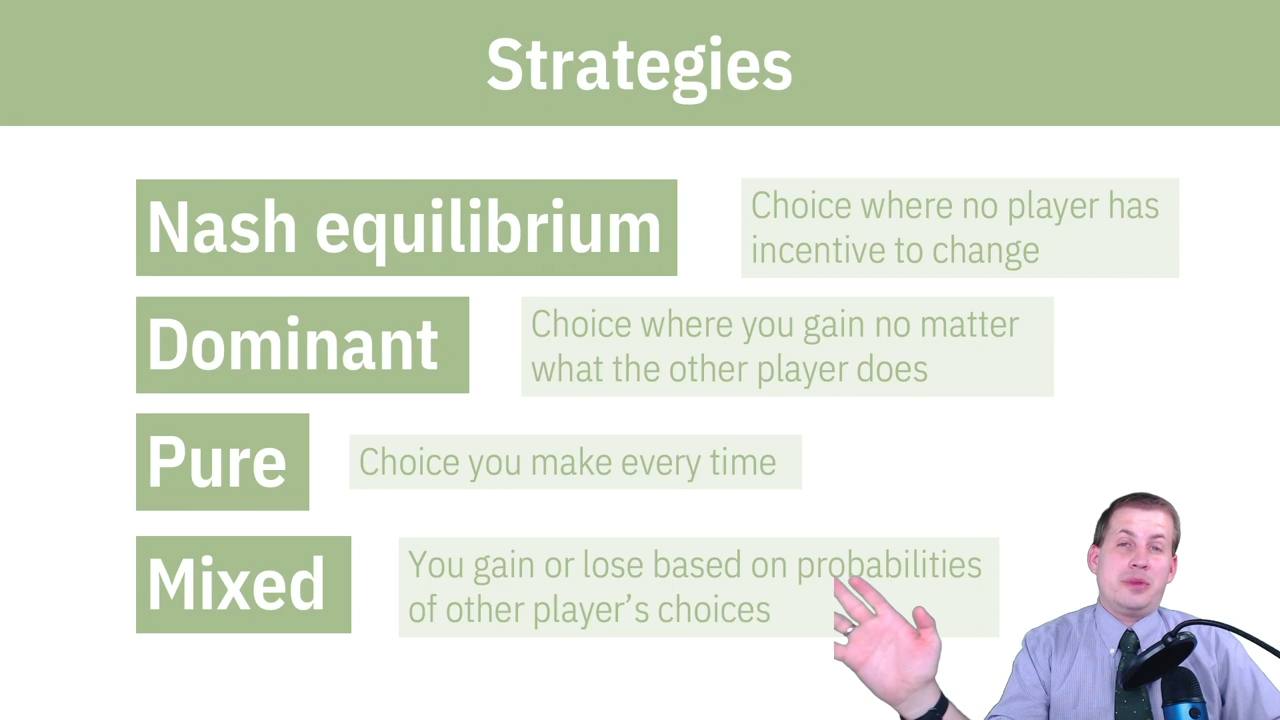 Strategies
Nash equilibrium
Choice where no player has
incentive to change
Dominant
Choice where you gain no matter
what the other player does
Pure
Choice you make every time
Mixed
You gain or lose based on probabilities
of other player’s choices